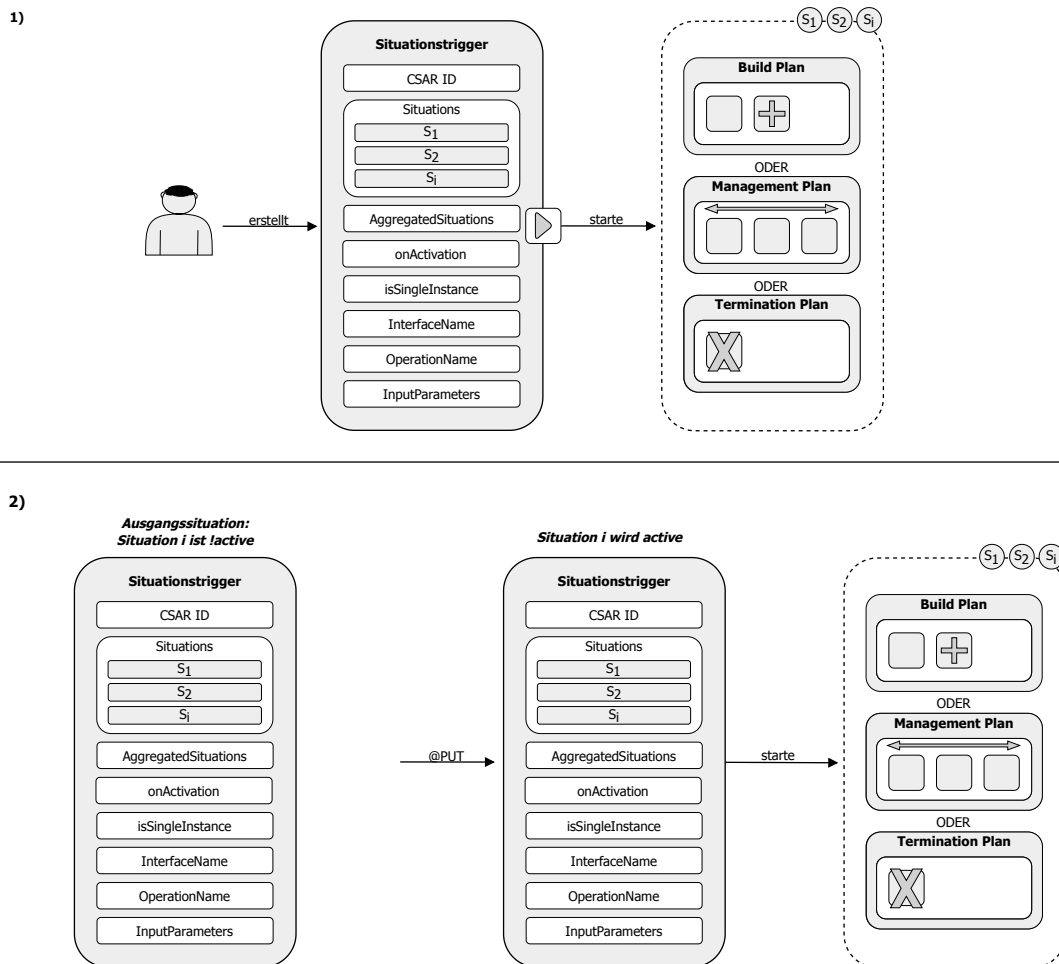 1)
Situationstrigger
CSAR ID
Situations
S1
S2
Si
AggregatedSituations
onActivation
isSingleInstance
InterfaceName
OperationName
InputParameters
erstellt
starte
S1 S2 Si
Build Plan
ODER
Management Plan
ODER
Termination Plan
2)
Ausgangssituation:
Situation i ist !active
Situationstrigger
CSAR ID
Situations
S1
S2
Si
AggregatedSituations
onActivation
isSingleInstance
InterfaceName
OperationName
InputParameters
@PUT
Situation i wird active
Situationstrigger
CSAR ID
Situations
S1
S2
Si
AggregatedSituations
onActivation
isSingleInstance
InterfaceName
OperationName
InputParameters
starte
S1 S2 Si
Build Plan
ODER
Management Plan
ODER
Termination Plan